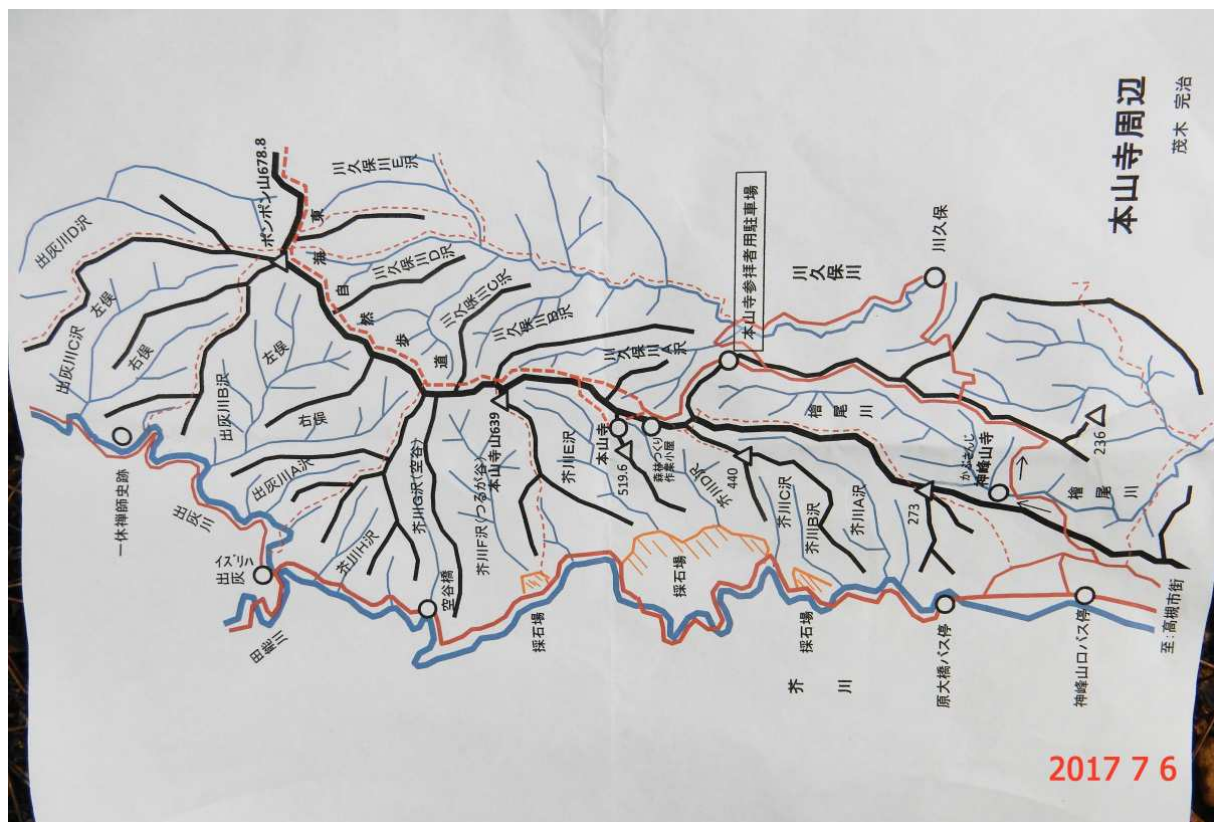 本山寺周辺
茂木 完治
ポンポン山678.8
出灰川D沢
左俣
出灰川C沢
右俣
左俣
出灰川B沢
右俣
出灰川A沢
一休禅師史跡
出灰川
イズリハ
出灰
田能川
川久保川E沢
東海自然歩道
川久保川D沢
川久保川C沢
川久保川B沢
川久保川A沢
芥川H沢
芥川G沢(空谷)
空谷橋
芥川F沢(つるが谷)
本山寺山639
芥川E沢
採石場
本山寺
519.6
森林つくり
作業小屋
芥川D沢
440
採石場
芥川C沢
芥川B沢
芥川A沢
採石場
芥川
本山寺参拝者用駐車場
川久保川
川久保
檜尾川
273
かぶさんじ
神峰山寺
236
檜尾川
原大橋バス停
神峰山口バス停
至:高槻市街
2017 7 6